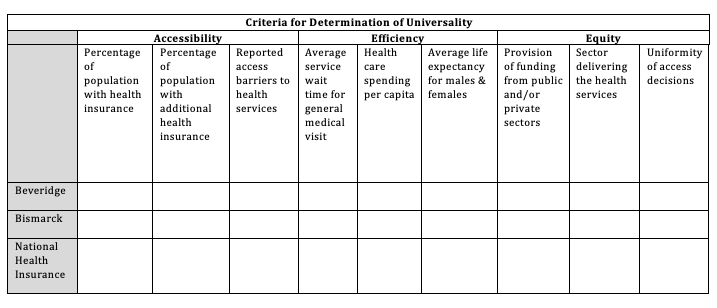 Criteria for Determination of Universality
Accessibility Efficiency Equity
Percentage
of
population
with health
insurance
Percentage
of
population
with
additional
health
insurance
Reported
access
barriers to
health
services
Average
service
wait
time for
general
medical
visit
Health
care
spending
per capita
Average life
expectancy
for males &
females
Provision
of funding
from public
and/or
private
sectors
Sector
delivering
the health
services
Uniformity
of access
decisions
Beveridge
Bismarck
National
Health
Insurance